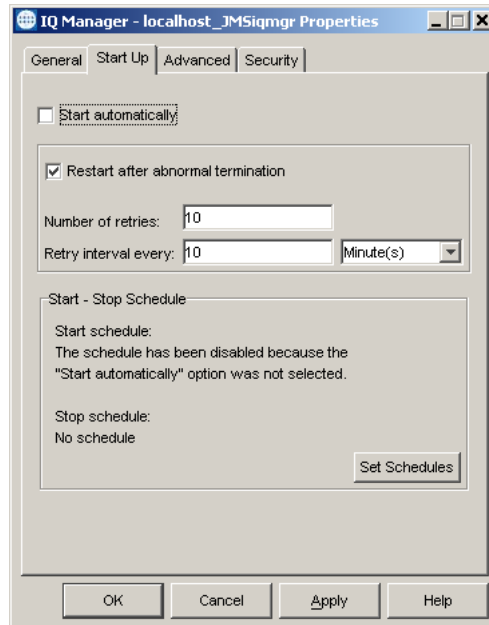 IQ Manager - localhost_JMSiqmgr Properties
General Start Up Advanced Security
Start automatically
Restart after abnormal termination
Number of retries: 10
Retry interval every: 10 Minute(s)
Start - Stop Schedule
Start schedule:
The schedule has been disabled because the
"Start automatically" option was not selected.
Stop schedule:
No schedule
Set Schedules
OK Cancel Apply Help